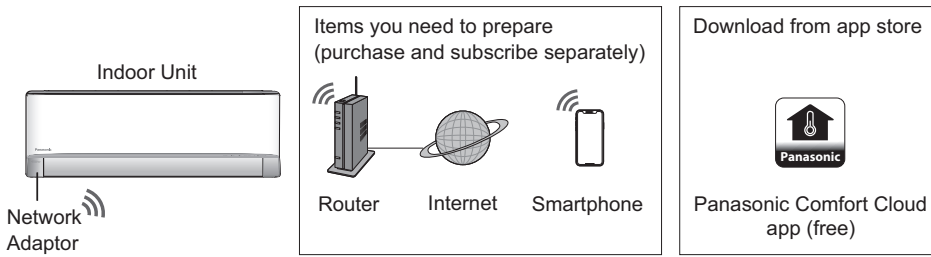 Indoor Unit
Panasonic
Network
Adaptor
Items you need to prepare
(purchase and subscribe separately)
Router
Internet
Smartphone
Download from app store
Panasonic
Panasonic Comfort Cloud
app (free)